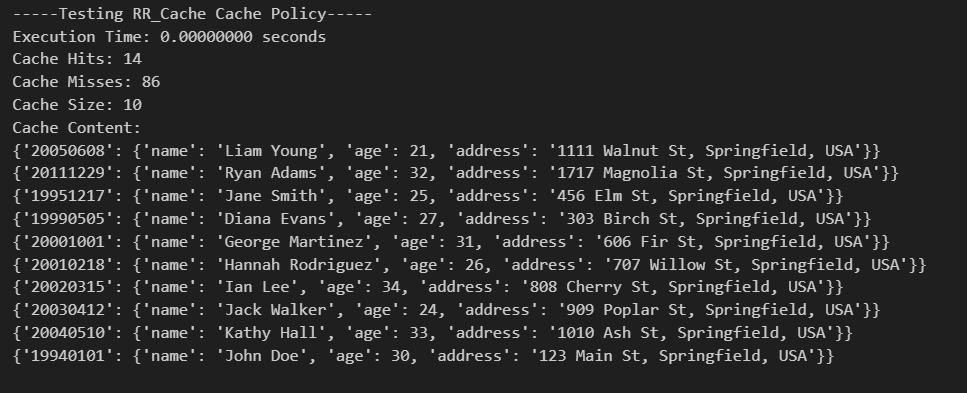 -----Testing RR_Cache Cache Policy-----
Execution Time: 0.00000000 seconds
Cache Hits: 14
Cache Misses: 86
Cache Size: 10
Cache Content:
{'20050608': {'name': 'Liam Young', 'age': 21, 'address': '1111 Walnut St, Springfield, USA'}}
{'20111229': {'name': 'Ryan Adams', 'age': 32, 'address': '1717 Magnolia St, Springfield, USA'}}
{'19951217': {'name': 'Jane Smith', 'age': 25, 'address': '456 Elm St, Springfield, USA'}}
{'19990505': {'name': 'Diana Evans', 'age': 27, 'address': '303 Birch St, Springfield, USA'}}
{'20001001': {'name': 'George Martinez', 'age': 31, 'address': '606 Fir St, Springfield, USA'}}
{'20010218': {'name': 'Hannah Rodriguez', 'age': 26, 'address': '707 Willow St, Springfield, USA'}}
{'20020315': {'name': 'Ian Lee', 'age': 34, 'address': '808 Cherry St, Springfield, USA'}}
{'20030412': {'name': 'Jack Walker', 'age': 24, 'address': '909 Poplar St, Springfield, USA'}}
{'20040510': {'name': 'Kathy Hall', 'age': 33, 'address': '1010 Ash St, Springfield, USA'}}
{'19940101': {'name': 'John Doe', 'age': 30, 'address': '123 Main St, Springfield, USA'}}